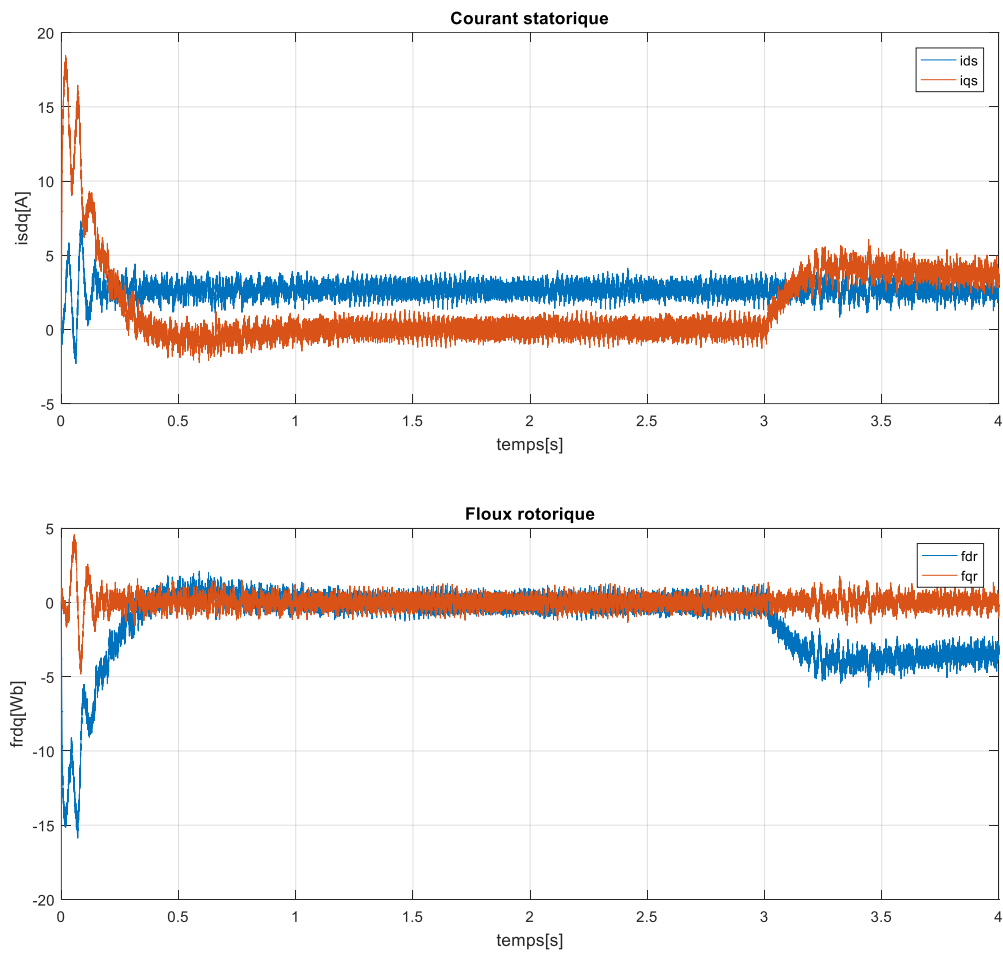 Courant statorique
20
15
10
5
0
-5
isdq[A]
ids
iqs
0 0.5 1 1.5 2 2.5 3 3.5 4
temps[s]
Floux rotorique
5
0
-5
-10
-15
-20
frdq[Wb]
fdr
fqr
0 0.5 1 1.5 2 2.5 3 3.5 4
temps[s]